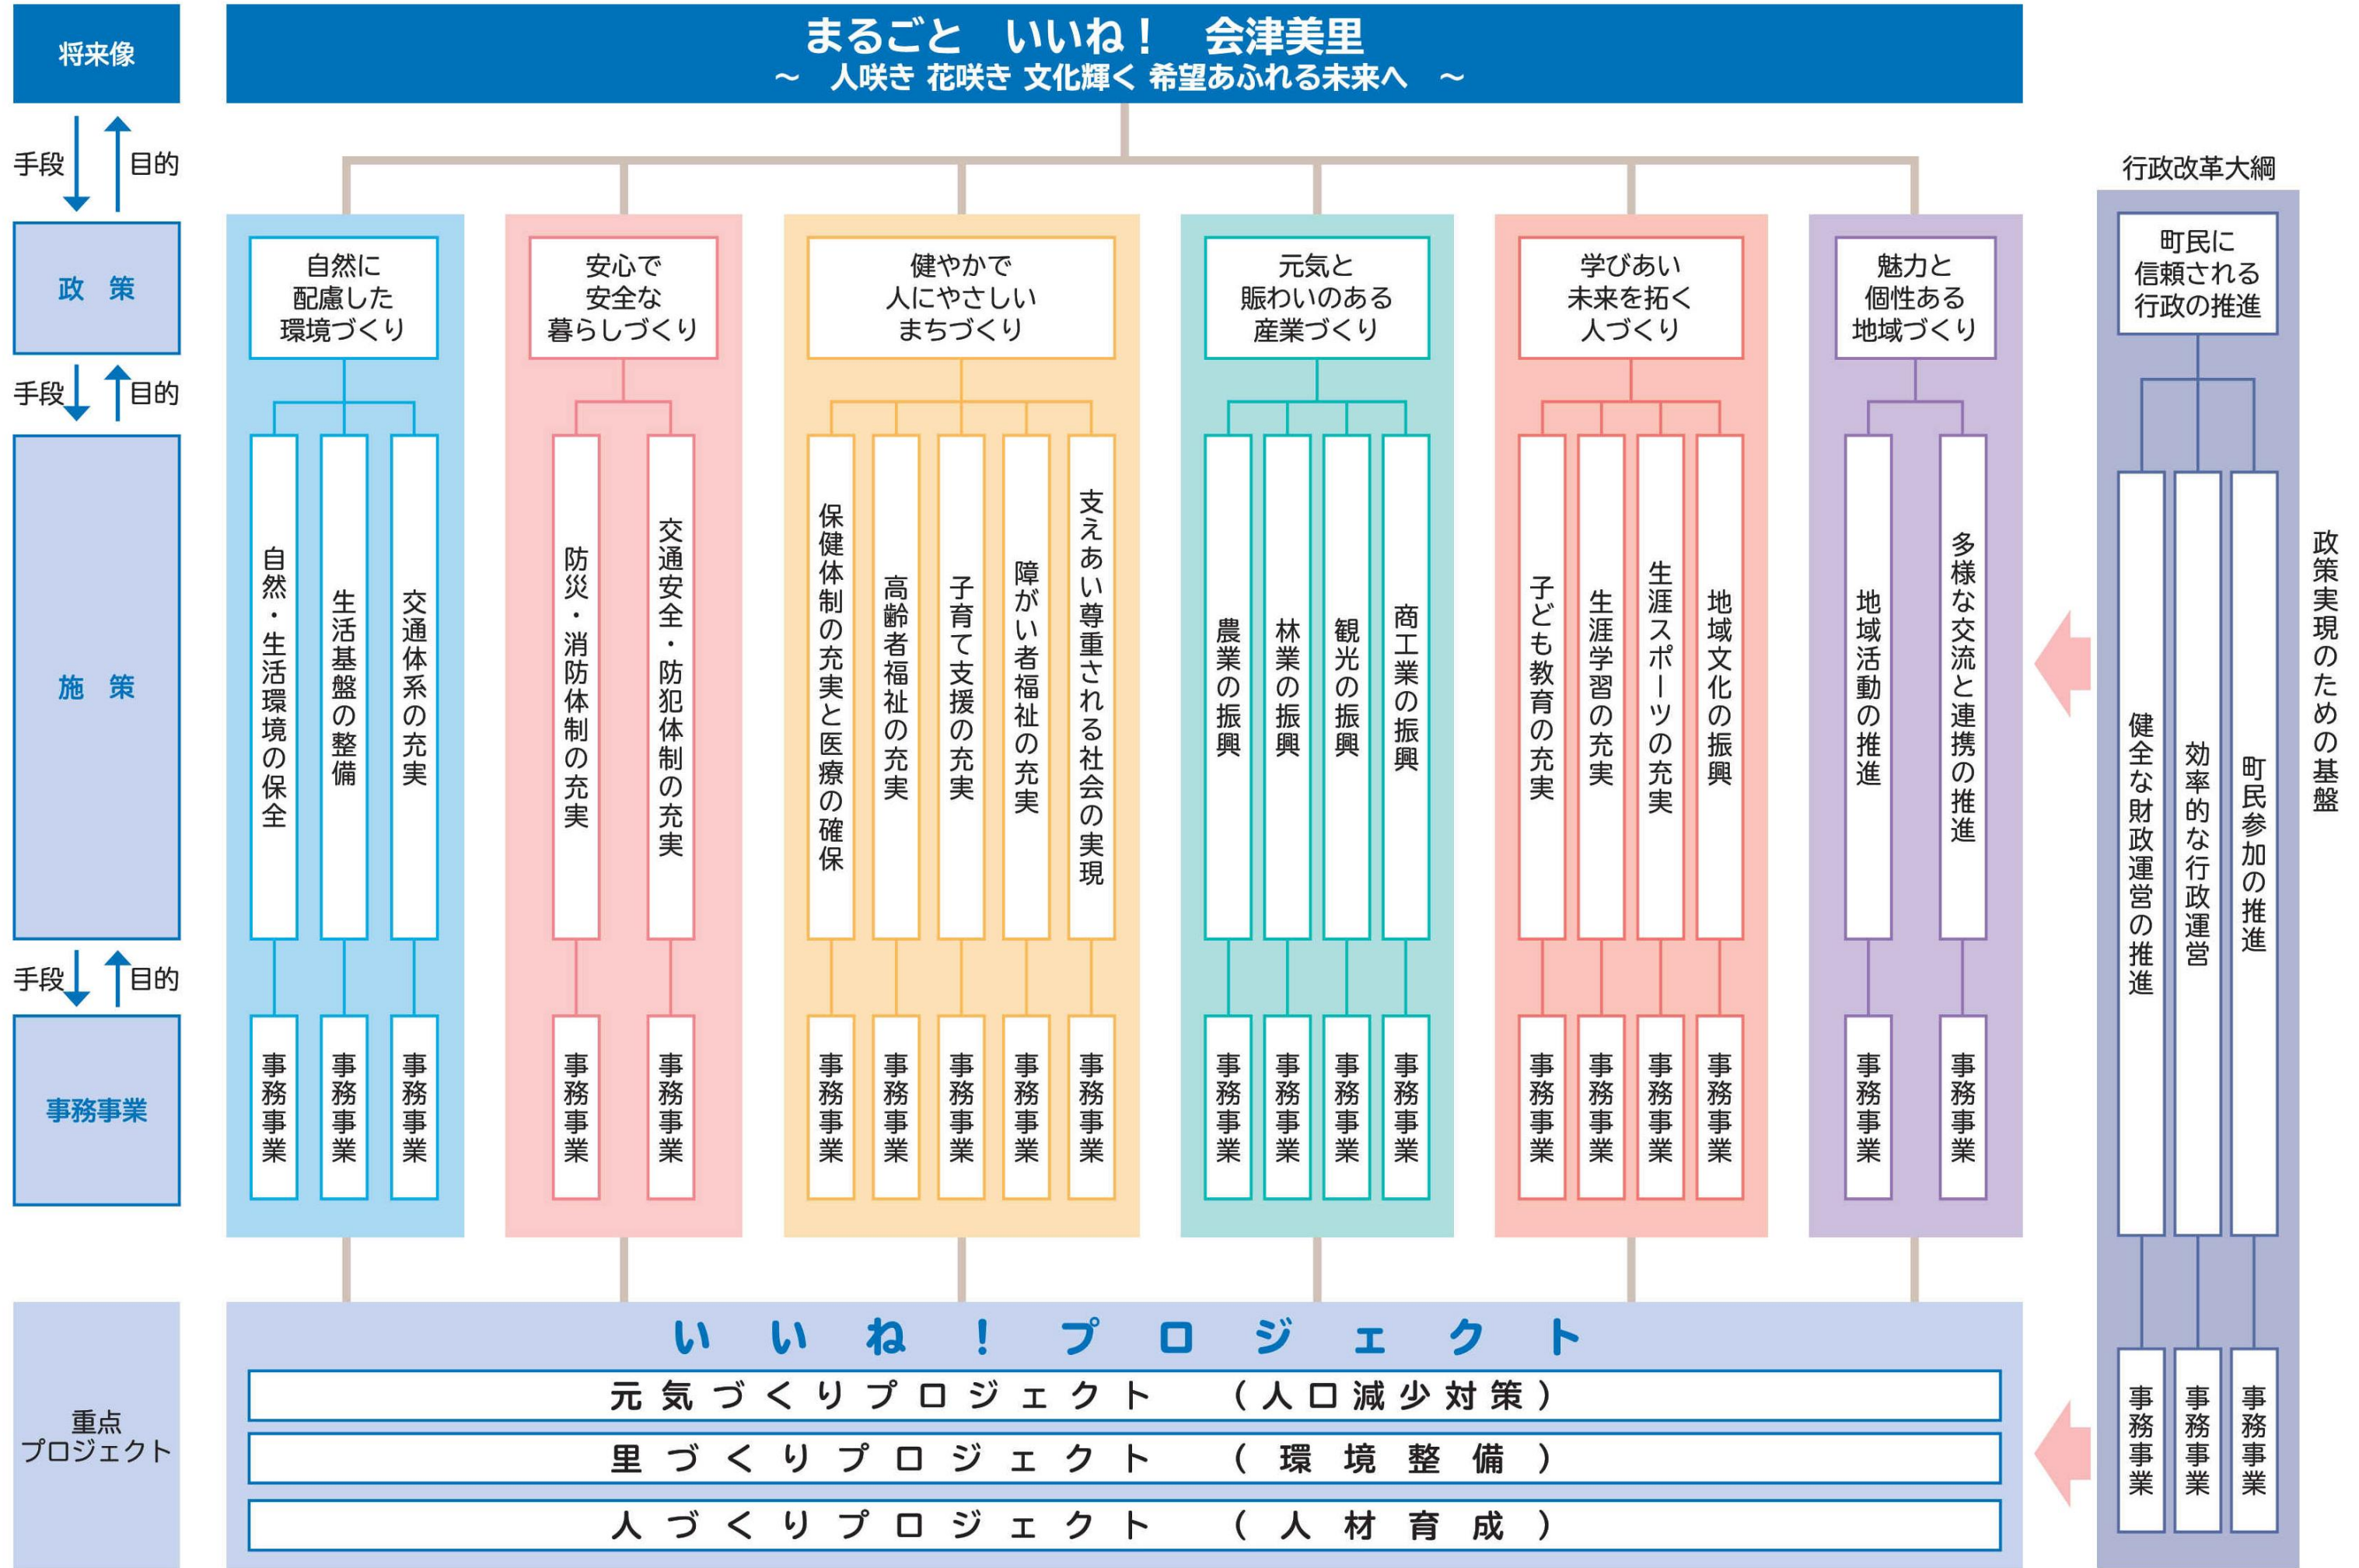 将来像
まるごと　いいね！　会津美里
～　人咲き 花咲き 文化輝く 希望あふれる未来へ　～
手段
目的
政　策
手段
目的
施　策
手段
目的
事務事業
重点
プロジェクト
自然に
配慮した
環境づくり
自然・生活環境の保全
生活基盤の整備
交通体系の充実
事務事業
事務事業
事務事業
安心で
安全な
暮らしづくり
防災・消防体制の充実
交通安全・防犯体制の充実
事務事業
事務事業
健やかで
人にやさしい
まちづくり
保健体制の充実と医療の確保
高齢者福祉の充実
子育て支援の充実
障がい者福祉の充実
支えあい尊重される社会の実現
事務事業
事務事業
事務事業
事務事業
事務事業
元気と
賑わいのある
産業づくり
農業の振興
林業の振興
観光の振興
商工業の振興
事務事業
事務事業
事務事業
事務事業
学びあい
未来を拓く
人づくり
子ども教育の充実
生涯学習の充実
生涯スポーツの充実
地域文化の振興
事務事業
事務事業
事務事業
事務事業
魅力と
個性ある
地域づくり
地域活動の推進
多様な交流と連携の推進
事務事業
事務事業
行政改革大綱
町民に
信頼される
行政の推進
健全な財政運営の推進
効率的な行政運営
町民参加の推進
事務事業
事務事業
事務事業
政策実現のための基盤
いいね！プロジェクト
元気づくりプロジェクト　（人口減少対策）
里づくりプロジェクト　（環境整備）
人づくりプロジェクト　（人材育成）